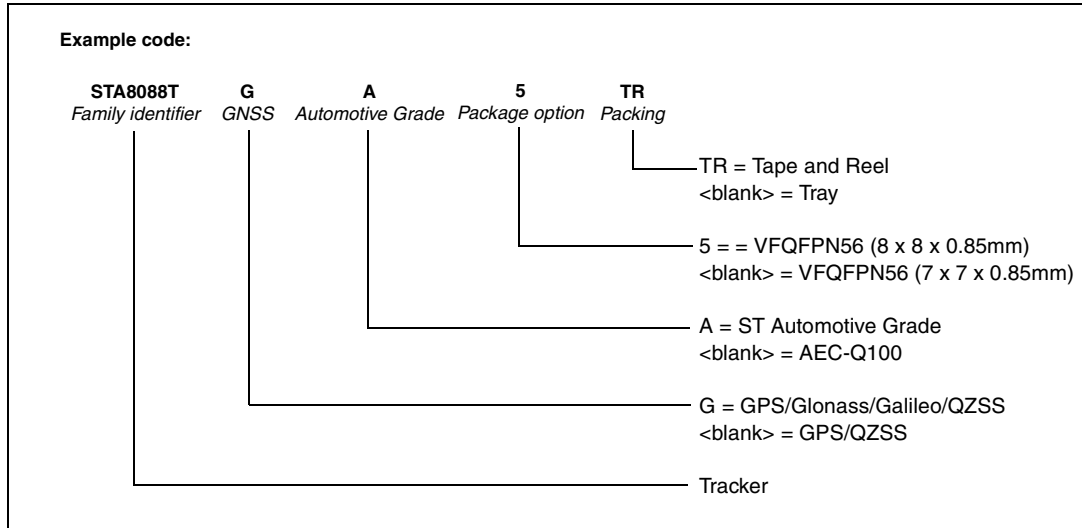 Example code:
STA8088T G A 5 TR
Family identifier GNSS Automotive Grade Package option Packing
TR = Tape and Reel
<blank> = Tray
5 = = VFQFPN56 (8 x 8 x 0.85mm)
<blank> = VFQFPN56 (7 x 7 x 0.85mm)
A = ST Automotive Grade
<blank> = AEC-Q100
G = GPS/Glonass/Galileo/QZSS
<blank> = GPS/QZSS
Tracker